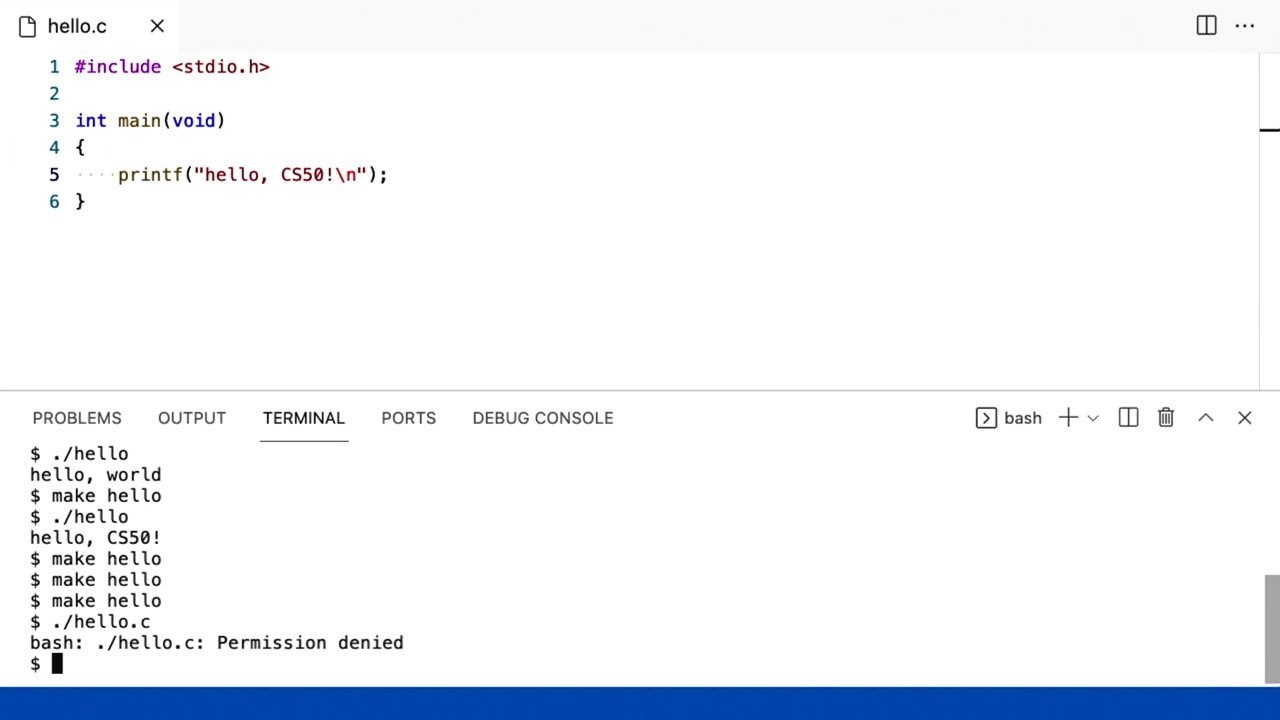 hello.c
1 #include <stdio.h>
2
3 int main(void)
4 {
5 printf("hello, CS50!\n");
6 }
PROBLEMS OUTPUT TERMINAL PORTS DEBUG CONSOLE bash
$ ./hello
hello, world
$ make hello
$ ./hello
hello, CS50!
$ make hello
$ make hello
$ make hello
$ ./hello.c
bash: ./hello.c: Permission denied
$